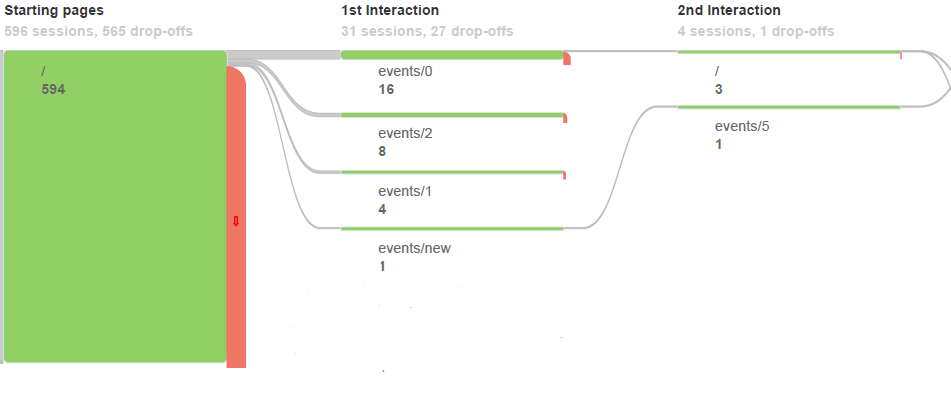 Starting pages
596 sessions, 565 drop-offs
/
594
1st Interaction
31 sessions, 27 drop-offs
events/0
16
events/2
8
events/1
4
events/new
1
2nd Interaction
4 sessions, 1 drop-offs
/
3
events/5
1